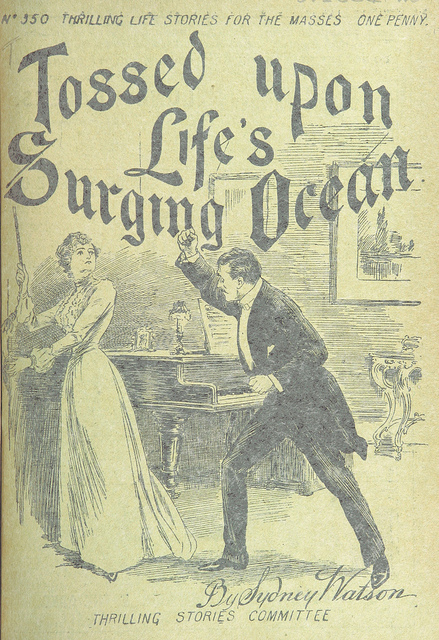 Nº 350 THRILLING LIFE STORIES FOR THE MASSES ONE PENNY.
Tossed upon
Life's
Surging Ocean.
By Sydney Watson
THRILLING STORIES COMMITTEE